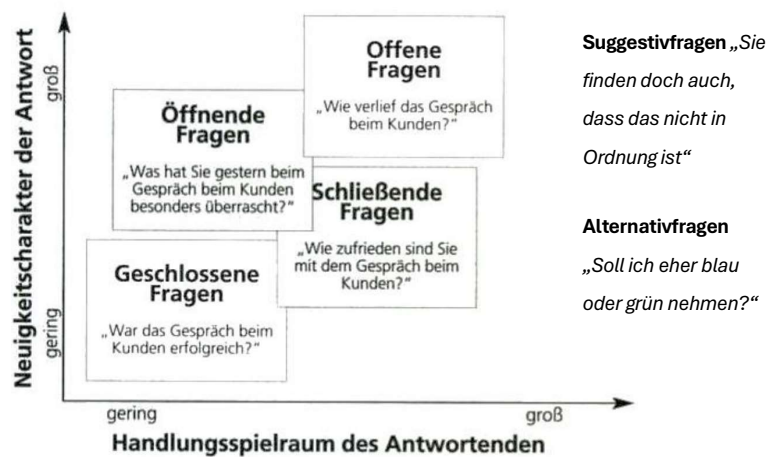 Neuigkeitscharakter der Antwort
groß
gering
Offene
Fragen
„Wie verlief das Gespräch
beim Kunden?"
Öffnende
Fragen
„Was hat Sie gestern beim
Gespräch beim Kunden
besonders überrascht?"
Schließende
Fragen
„Wie zufrieden sind Sie
mit dem Gespräch beim
Kunden?"
Geschlossene
Fragen
„War das Gespräch beim
Kunden erfolgreich?"
gering
groß
Handlungsspielraum des Antwortenden
Suggestivfragen „Sie
finden doch auch,
dass das nicht in
Ordnung ist“
Alternativfragen
„Soll ich eher blau
oder grün nehmen?“